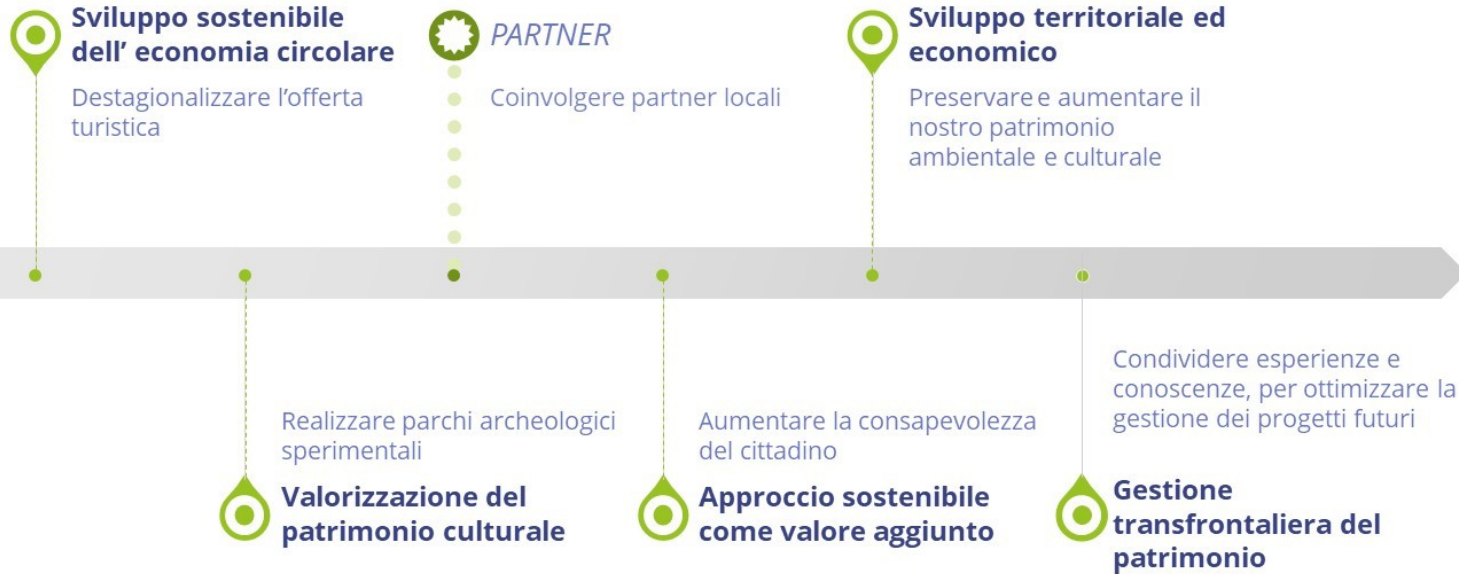 Sviluppo sostenibile
dell’ economia circolare
Destagionalizzare l’offerta
turistica
PARTNER
Coinvolgere partner locali
Sviluppo territoriale ed
economico
Preservare e aumentare il
nostro patrimonio
ambientale e culturale
Realizzare parchi archeologici
sperimentali
Valorizzazione del
patrimonio culturale
Aumentare la consapevolezza
del cittadino
Approccio sostenibile
come valore aggiunto
Condividere esperienze e
conoscenze, per ottimizzare la
gestione dei progetti futuri
Gestione
transfrontaliera del
patrimonio